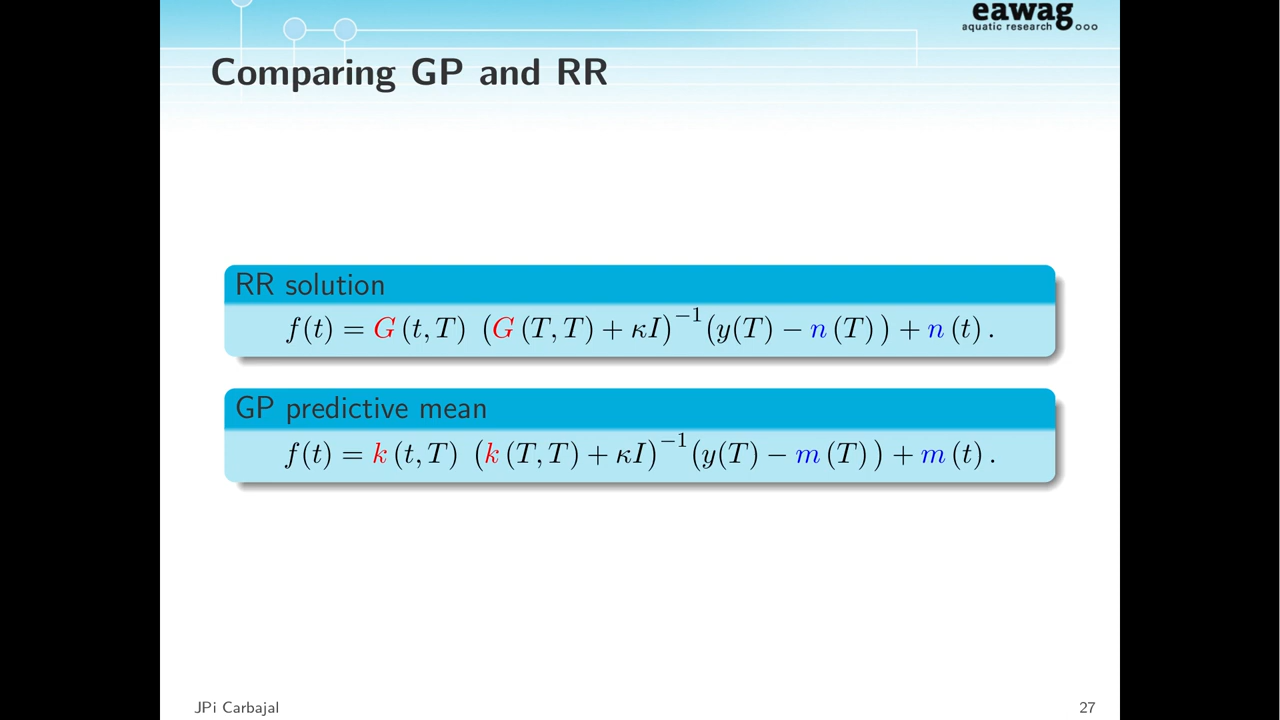 eawag
aquatic research
Comparing GP and RR
RR solution
f(t) = G (t, T) (G (T, T) + κI)⁻¹ (y(T) − n (T) ) + n (t) .
GP predictive mean
f(t) = k (t, T) (k (T, T) + κI)⁻¹ (y(T) − m (T) ) + m (t) .
JPi Carbajal
27